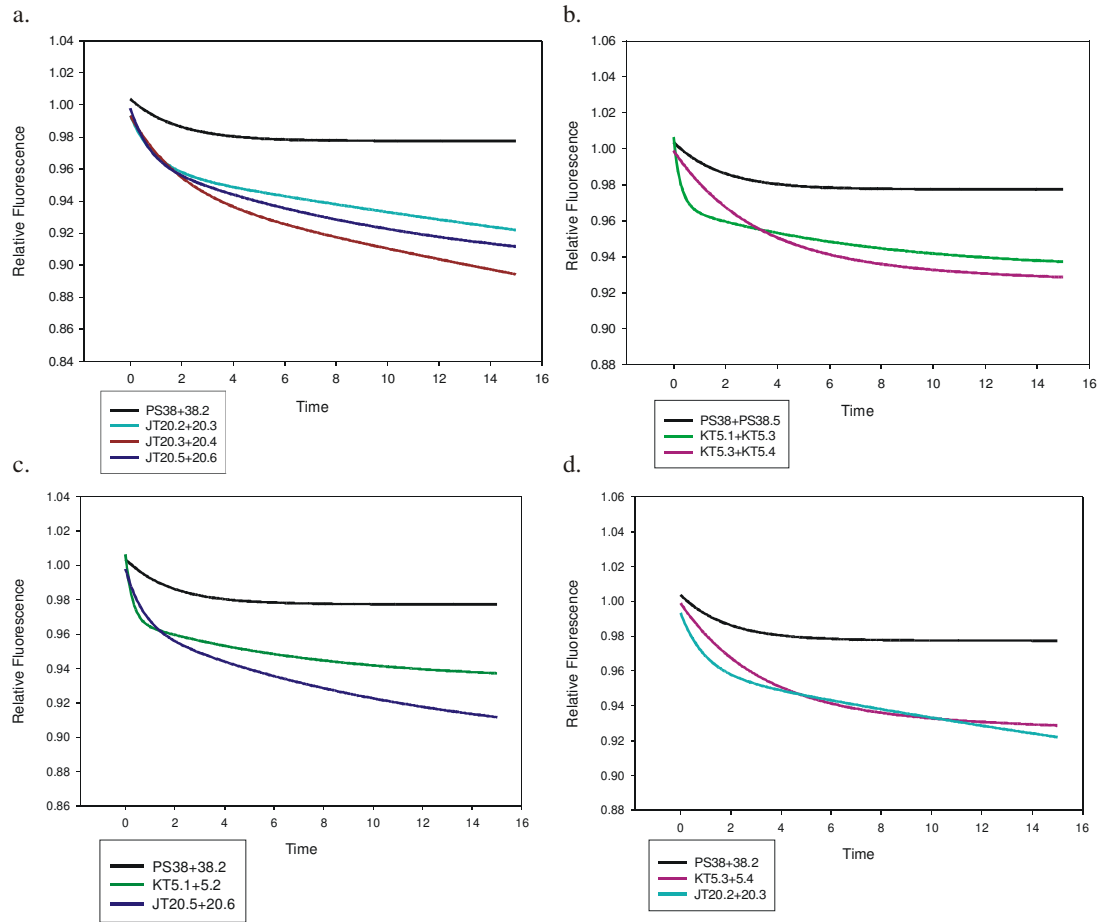 a.
1.04
1.02
1.00
0.98
0.96
0.94
0.92
0.90
0.88
0.86
0.84
Relative Fluorescence
0 2 4 6 8 10 12 14 16
Time
PS38+38.2
JT20.2+20.3
JT20.3+20.4
JT20.5+20.6
b.
1.06
1.04
1.02
1.00
0.98
0.96
0.94
0.92
0.90
0.88
Relative Fluorescence
0 2 4 6 8 10 12 14 16
Time
PS38+PS38.5
KT5.1+KT5.3
KT5.3+KT5.4
c.
1.04
1.02
1.00
0.98
0.96
0.94
0.92
0.90
0.88
0.86
Relative Fluorescence
0 2 4 6 8 10 12 14 16
Time
PS38+38.2
KT5.1+5.2
JT20.5+20.6
d.
1.06
1.04
1.02
1.00
0.98
0.96
0.94
0.92
0.90
0.88
Relative Fluorescence
0 2 4 6 8 10 12 14 16
Time
PS38+38.2
KT5.3+5.4
JT20.2+20.3